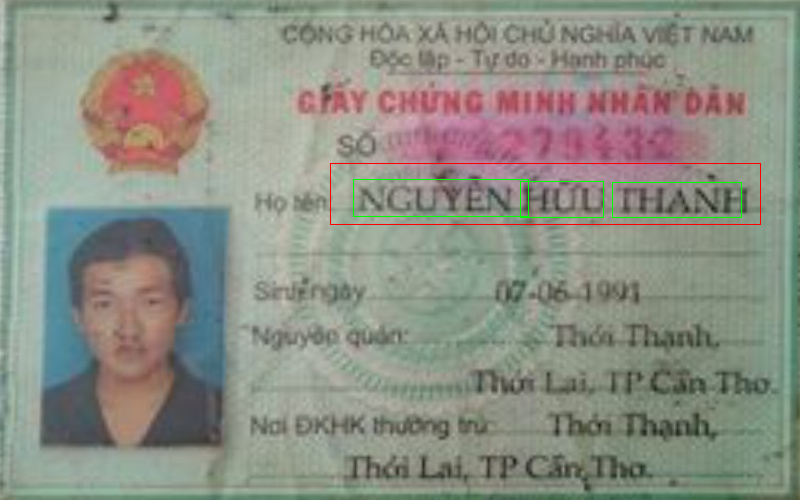 CỘNG HÒA XÃ HỘI CHỦ NGHĨA VIỆT NAM
Độc lập - Tự do - Hạnh phúc
GIẤY CHỨNG MINH NHÂN DÂN
SỐ
Họ tên NGUYỄN HỮU THANH
Sinh ngày 07-06-1991
Nguyên quán: Thới Thạnh,
Thới Lai, TP Cần Thơ.
Nơi ĐKHK thường trú: Thới Thạnh,
Thới Lai, TP Cần Thơ.